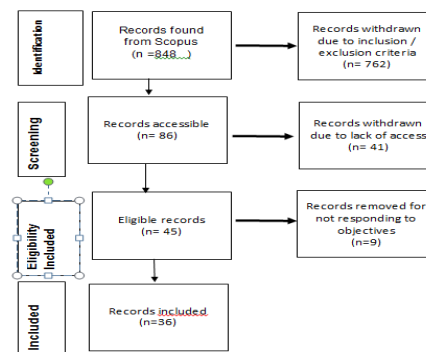 Identification
Records found
from Scopus
(n =848 )
Records withdrawn
due to inclusion /
exclusion criteria
(n= 762)
Screening
Records accessible
(n= 86)
Records withdrawn
due to lack of access
(n= 41)
Eligibility
Included
Eligible records
(n= 45)
Records removed for
not responding to
objectives
(n=9)
Included
Records included
(n=36)